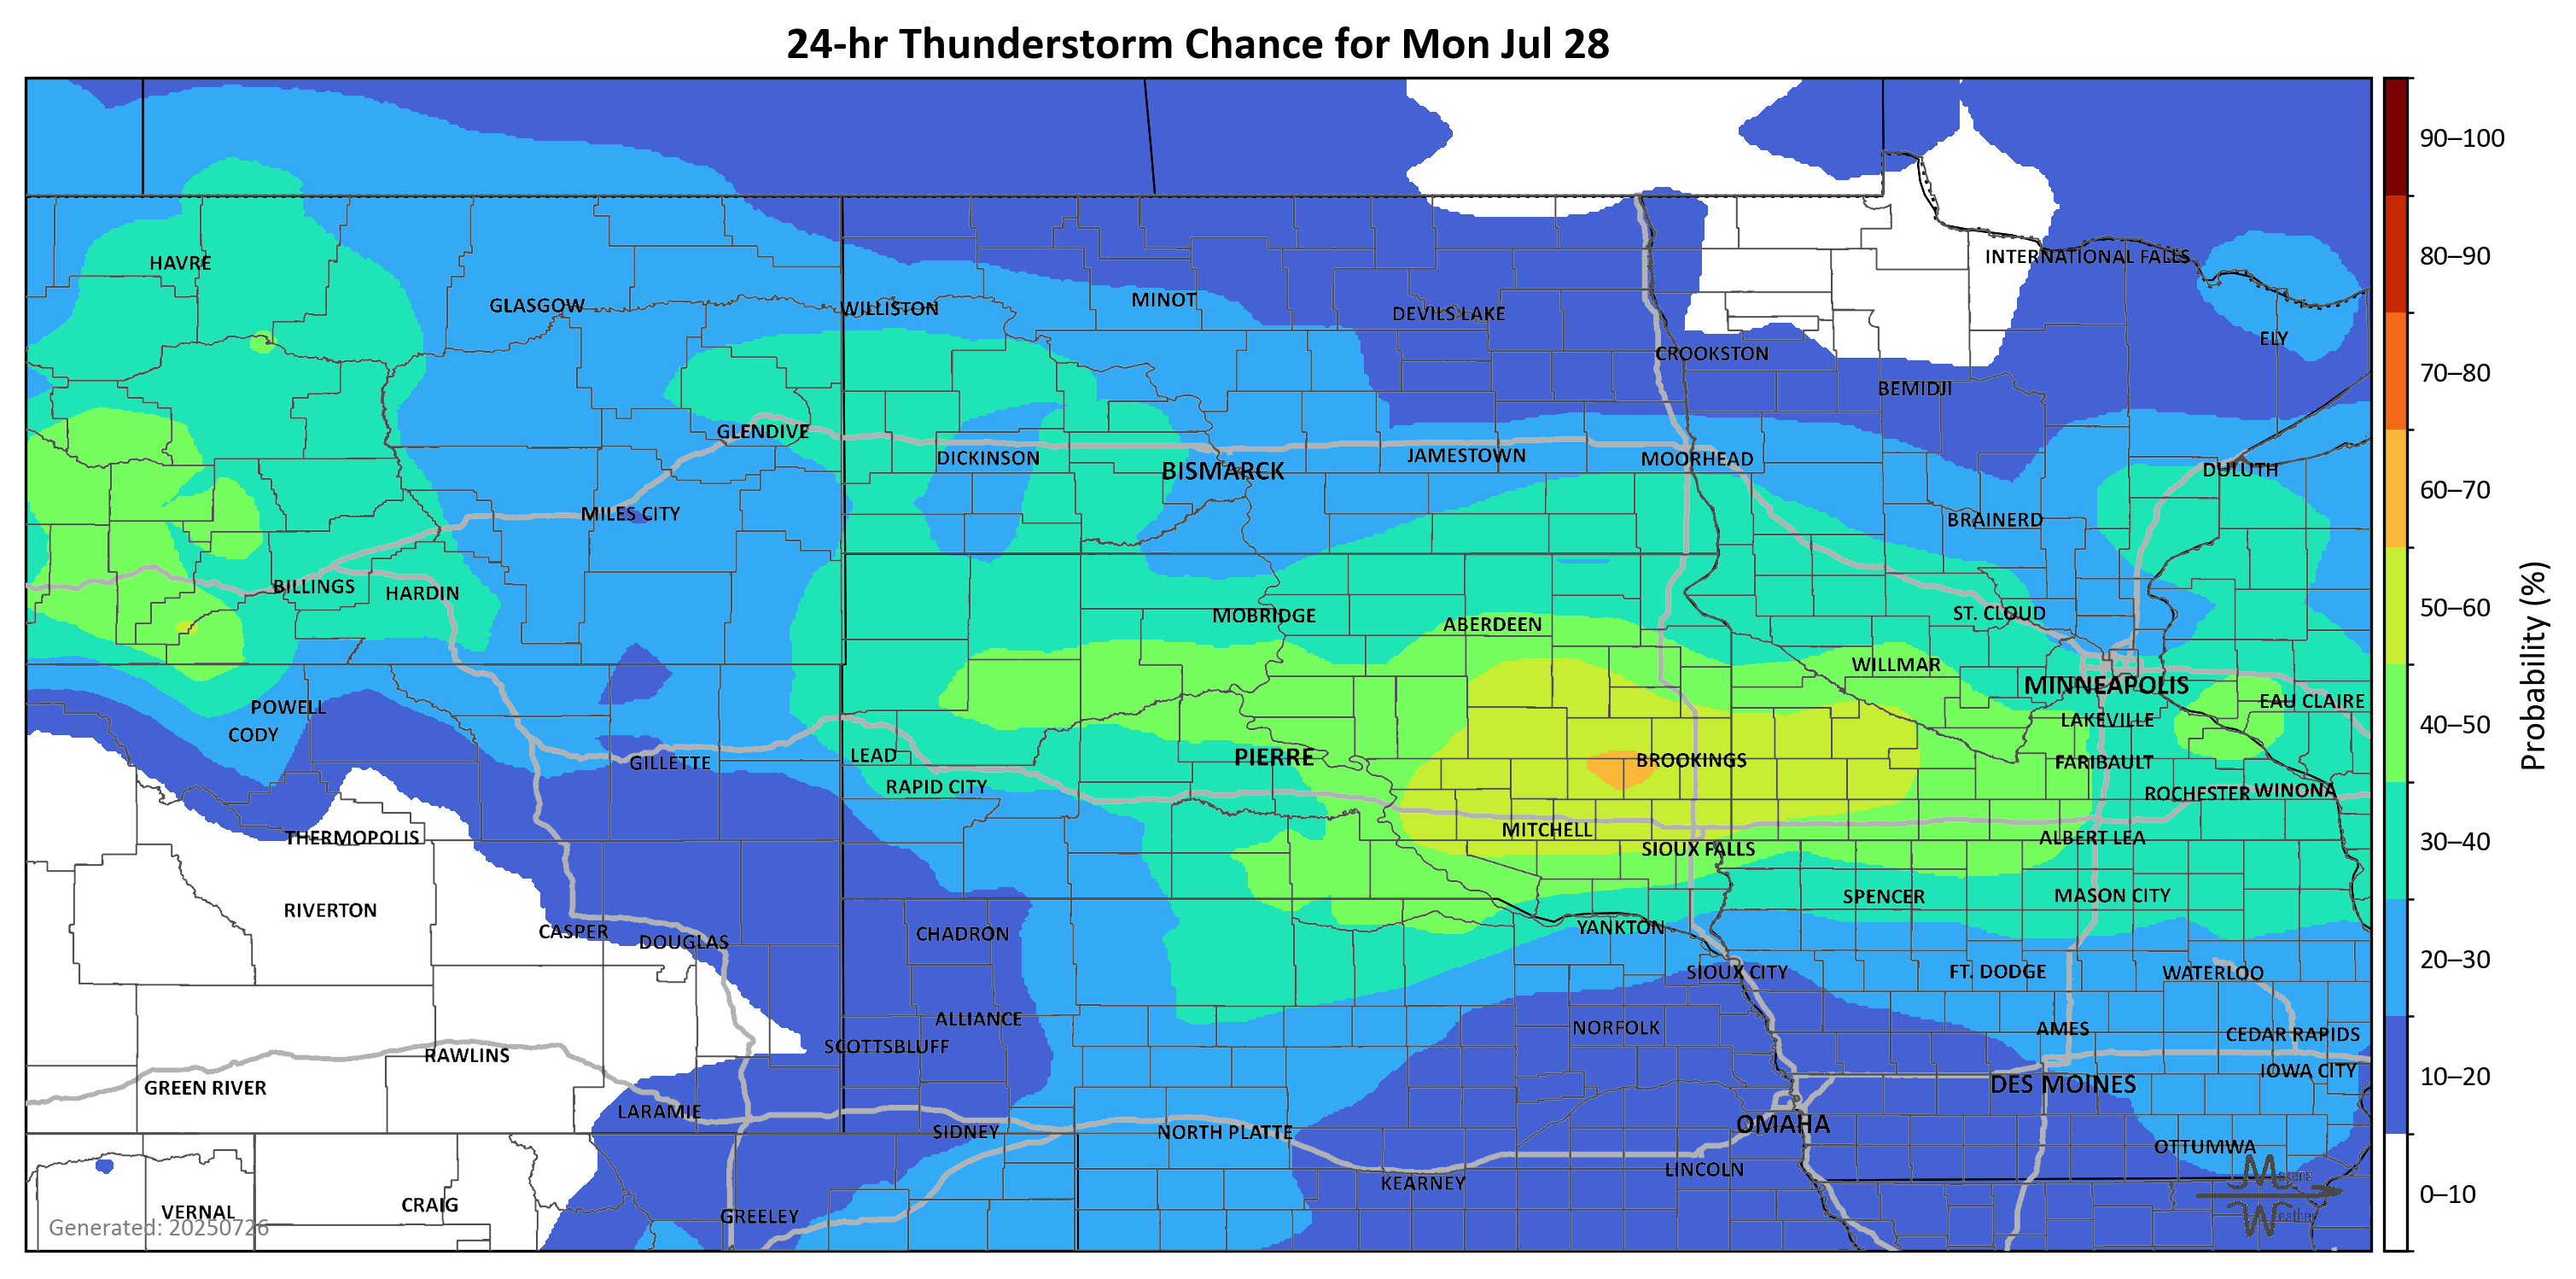 24-hr Thunderstorm Chance for Mon Jul 28
90–100
INTERNATIONAL FALLS
80–90
HAVRE
GLASGOW
WILLISTON
MINOT
DEVILS LAKE
ELY
CROOKSTON
70–80
BEMIDJI
GLENDIVE
DICKINSON
BISMARCK
JAMESTOWN
MOORHEAD
DULUTH
60–70
MILES CITY
BRAINERD
BILLINGS
HARDIN
MOBRIDGE
ABERDEEN
ST. CLOUD
50–60
WILLMAR
MINNEAPOLIS
EAU CLAIRE
POWELL
CODY
LAKEVILLE
40–50
Probability (%)
GILLETTE
LEAD
PIERRE
BROOKINGS
FARIBAULT
RAPID CITY
ROCHESTER
WINONA
THERMOPOLIS
MITCHELL
SIOUX FALLS
ALBERT LEA
30–40
RIVERTON
SPENCER
MASON CITY
CASPER
DOUGLAS
CHADRON
YANKTON
20–30
SIOUX CITY
FT. DODGE
WATERLOO
ALLIANCE
NORFOLK
AMES
CEDAR RAPIDS
SCOTTSBLUFF
RAWLINS
GREEN RIVER
DES MOINES
IOWA CITY
10–20
LARAMIE
SIDNEY
NORTH PLATTE
OMAHA
OTTUMWA
LINCOLN
KEARNEY
Makens
Weather
0–10
VERNAL
CRAIG
GREELEY
Generated: 20250726